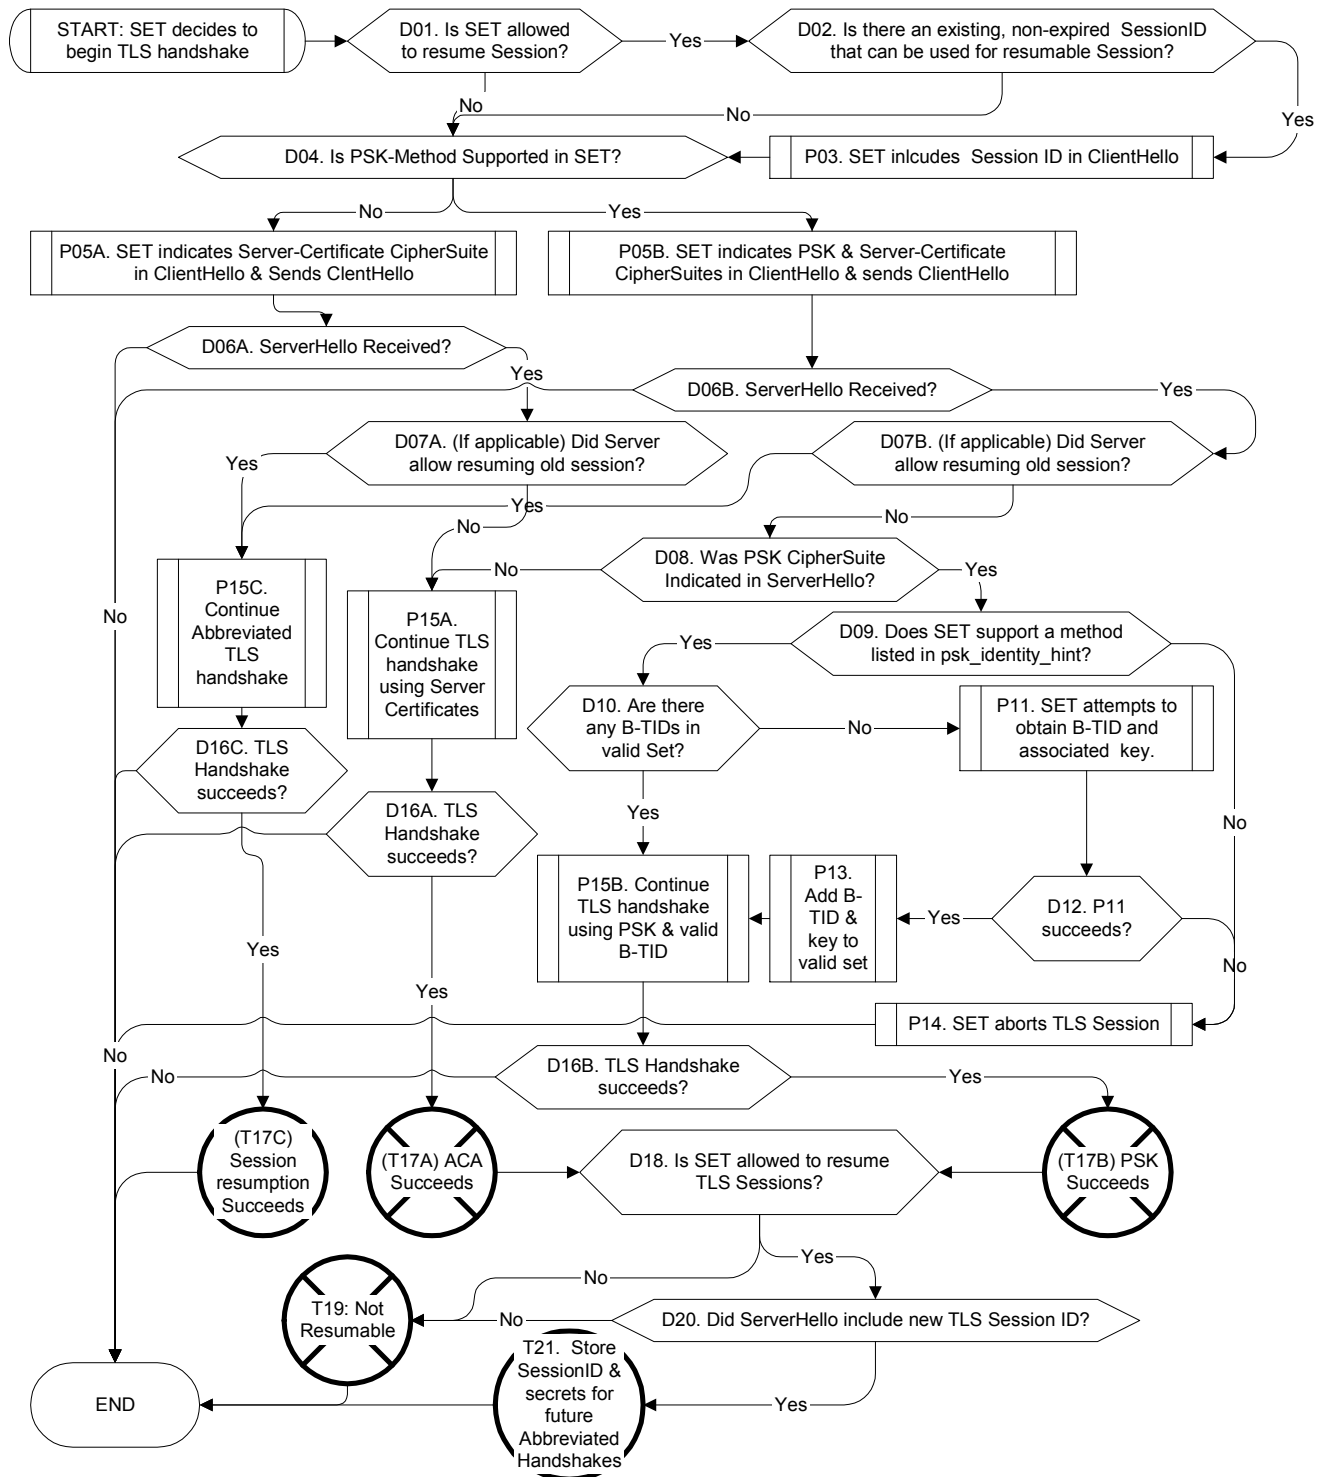 START: SET decides to
begin TLS handshake
D01. Is SET allowed
to resume Session?
Yes
D02. Is there an existing, non-expired SessionID
that can be used for resumable Session?
No
No
Yes
D04. Is PSK-Method Supported in SET?
P03. SET inlcudes Session ID in ClientHello
No
Yes
P05A. SET indicates Server-Certificate CipherSuite
in ClientHello & Sends ClentHello
P05B. SET indicates PSK & Server-Certificate
CipherSuites in ClientHello & sends ClientHello
D06A. ServerHello Received?
Yes
D06B. ServerHello Received?
Yes
D07A. (If applicable) Did Server
allow resuming old session?
D07B. (If applicable) Did Server
allow resuming old session?
Yes
Yes
No
No
D08. Was PSK CipherSuite
Indicated in ServerHello?
No
Yes
P15C.
Continue
Abbreviated
TLS
handshake
P15A.
Continue TLS
handshake
using Server
Certificates
No
D09. Does SET support a method
listed in psk_identity_hint?
Yes
D10. Are there
any B-TIDs in
valid Set?
No
P11. SET attempts to
obtain B-TID and
associated key.
D16C. TLS
Handshake
succeeds?
Yes
No
D16A. TLS
Handshake
succeeds?
P15B. Continue
TLS handshake
using PSK & valid
B-TID
P13.
Add B-
TID &
key to
valid set
Yes
D12. P11
succeeds?
No
Yes
Yes
P14. SET aborts TLS Session
No
D16B. TLS Handshake
succeeds?
No
Yes
(T17C)
Session
resumption
Succeeds
(T17A) ACA
Succeeds
D18. Is SET allowed to resume
TLS Sessions?
(T17B) PSK
Succeeds
Yes
No
T19: Not
Resumable
No
D20. Did ServerHello include new TLS Session ID?
T21. Store
SessionID &
secrets for
future
Abbreviated
Handshakes
Yes
END